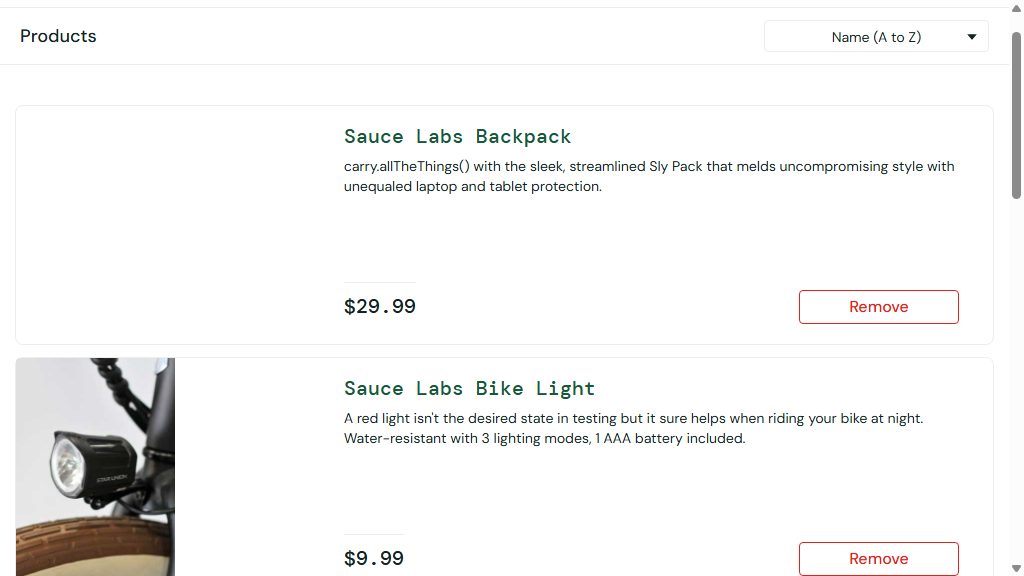 Products
Name (A to Z)
Sauce Labs Backpack
carry.allTheThings() with the sleek, streamlined Sly Pack that melds uncompromising style with
unequaled laptop and tablet protection.
$29.99
Remove
Sauce Labs Bike Light
A red light isn't the desired state in testing but it sure helps when riding your bike at night.
Water-resistant with 3 lighting modes, 1 AAA battery included.
$9.99
Remove